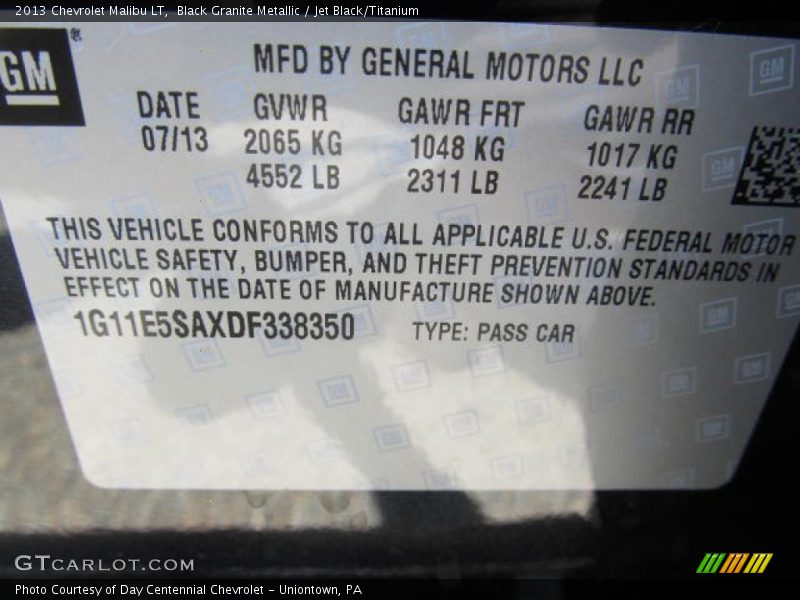 2013 Chevrolet Malibu LT, Black Granite Metallic / Jet Black/Titanium
GM®
MFD BY GENERAL MOTORS LLC
DATE GVWR GAWR FRT GAWR RR
07/13 2065 KG 1048 KG 1017 KG
4552 LB 2311 LB 2241 LB
THIS VEHICLE CONFORMS TO ALL APPLICABLE U.S. FEDERAL MOTOR
VEHICLE SAFETY, BUMPER, AND THEFT PREVENTION STANDARDS IN
EFFECT ON THE DATE OF MANUFACTURE SHOWN ABOVE.
1G11E5SAXDF338350 TYPE: PASS CAR
GTCARLOT.COM
Photo Courtesy of Day Centennial Chevrolet - Uniontown, PA